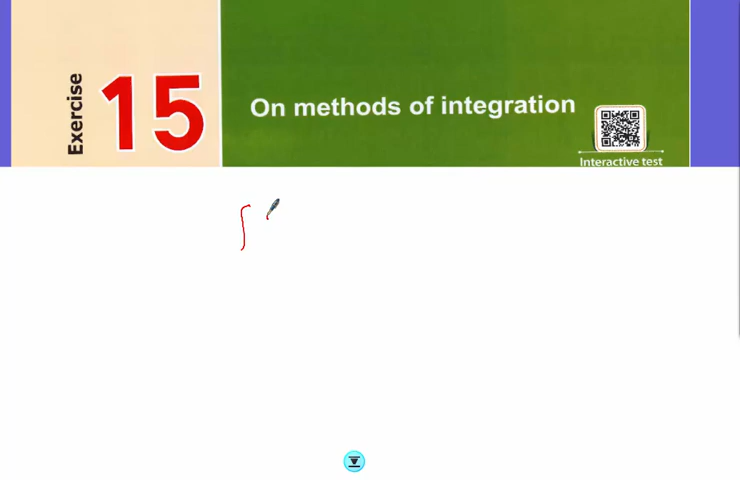 Exercise 15
On methods of integration
Interactive test
∫